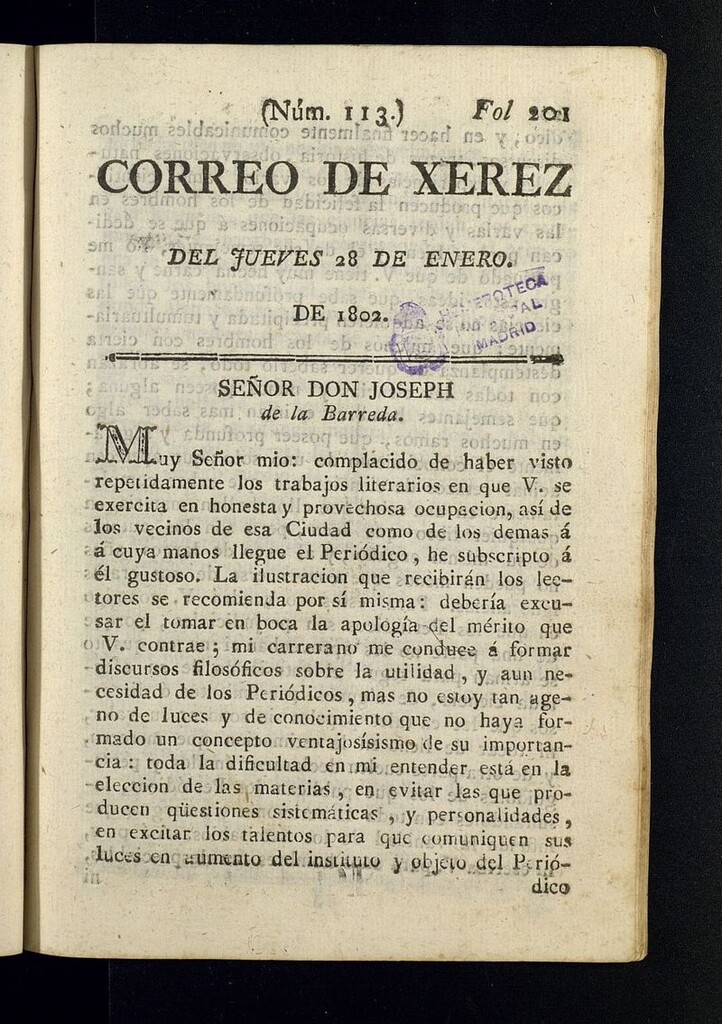 (Núm. 113.) Fol 201
CORREO DE XEREZ
DEL JUEVES 28 DE ENERO.
DE 1802.
HEMEROTECA
MADRID
SEÑOR DON JOSEPH
de la Barreda.
Muy Señor mio: complacido de haber visto
repetidamente los trabajos literarios en que V. se
exercita en honesta y provechosa ocupacion, así de
los vecinos de esa Ciudad como de los demas á
á cuya manos llegue el Periódico, he subscripto á
él gustoso. La ilustracion que recibirán los lec-
tores se recomienda por sí misma: debería excu-
sar el tomar en boca la apología del mérito que
V. contrae; mi carrera no me conduce á formar
discursos filosóficos sobre la utilidad, y aun ne-
cesidad de los Periódicos, mas no estoy tan age-
no de luces y de conocimiento que no haya for-
mado un concepto ventajosísismo de su importan-
cia: toda la dificultad en mi entender está en la
eleccion de las materias, en evitar las que pro-
ducen qüestiones sistemáticas, y personalidades,
en excitar los talentos para que comuniquen sus
luces en aumento del instituto y objeto del Perió-
dico